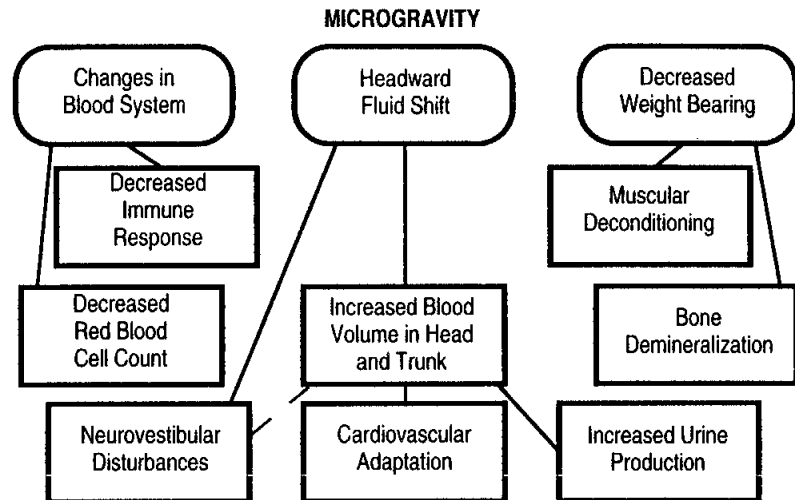 MICROGRAVITY
Changes in
Blood System
Headward
Fluid Shift
Decreased
Weight Bearing
Decreased
Immune
Response
Muscular
Deconditioning
Decreased
Red Blood
Cell Count
Increased Blood
Volume in Head
and Trunk
Bone
Demineralization
Neurovestibular
Disturbances
Cardiovascular
Adaptation
Increased Urine
Production